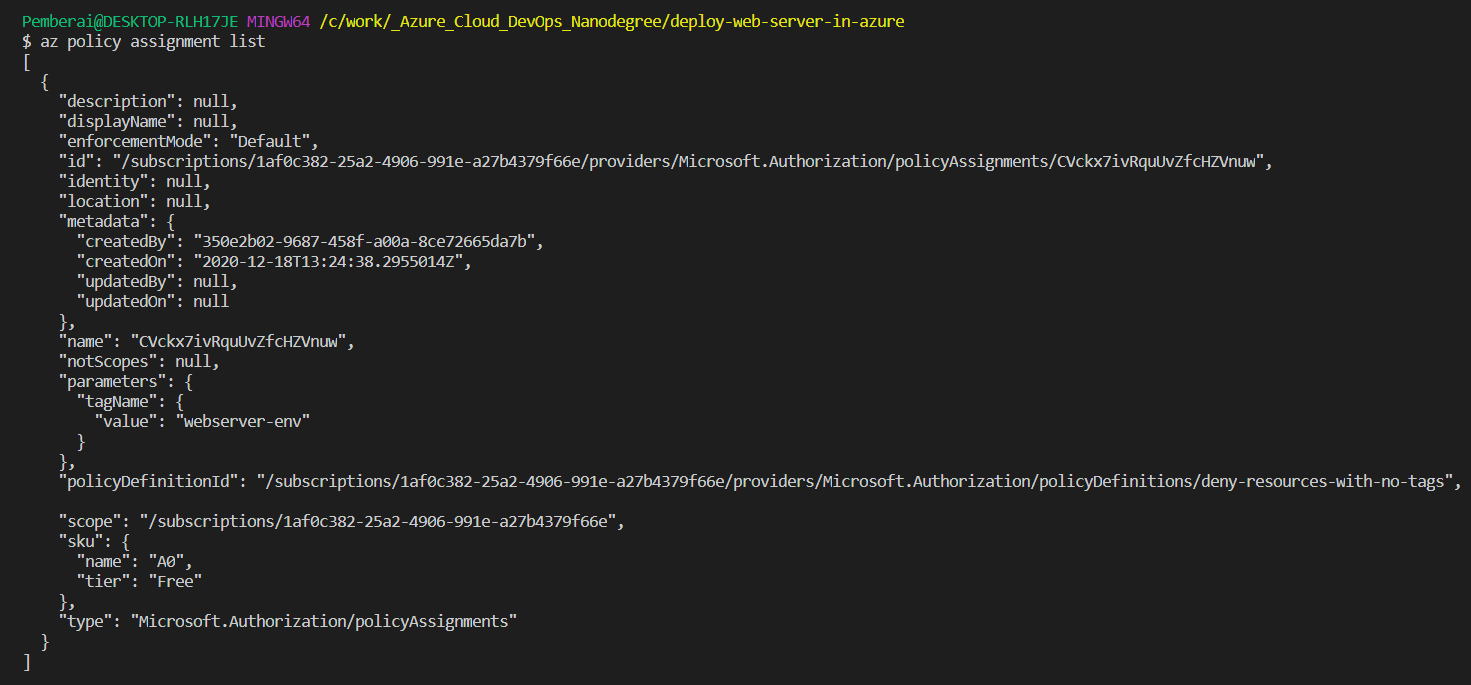 Pemberai@DESKTOP-RLH17JE MINGW64 /c/work/_Azure_Cloud_DevOps_Nanodegree/deploy-web-server-in-azure
$ az policy assignment list
[
  {
    "description": null,
    "displayName": null,
    "enforcementMode": "Default",
    "id": "/subscriptions/1af0c382-25a2-4906-991e-a27b4379f66e/providers/Microsoft.Authorization/policyAssignments/CVckx7ivRquUvZfcHZVnuw",
    "identity": null,
    "location": null,
    "metadata": {
      "createdBy": "350e2b02-9687-458f-a00a-8ce72665da7b",
      "createdOn": "2020-12-18T13:24:38.2955014Z",
      "updatedBy": null,
      "updatedOn": null
    },
    "name": "CVckx7ivRquUvZfcHZVnuw",
    "notScopes": null,
    "parameters": {
      "tagName": {
        "value": "webserver-env"
      }
    },
    "policyDefinitionId": "/subscriptions/1af0c382-25a2-4906-991e-a27b4379f66e/providers/Microsoft.Authorization/policyDefinitions/deny-resources-with-no-tags",
    "scope": "/subscriptions/1af0c382-25a2-4906-991e-a27b4379f66e",
    "sku": {
      "name": "A0",
      "tier": "Free"
    },
    "type": "Microsoft.Authorization/policyAssignments"
  }
]